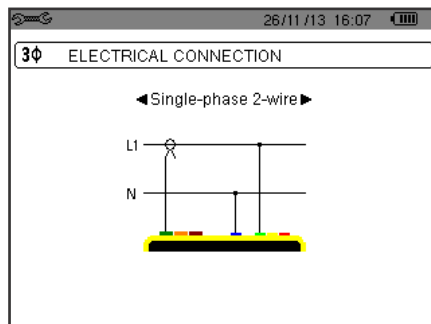 26/11/13 16:07
3ϕ ELECTRICAL CONNECTION
◄Single-phase 2-wire►
L1
N